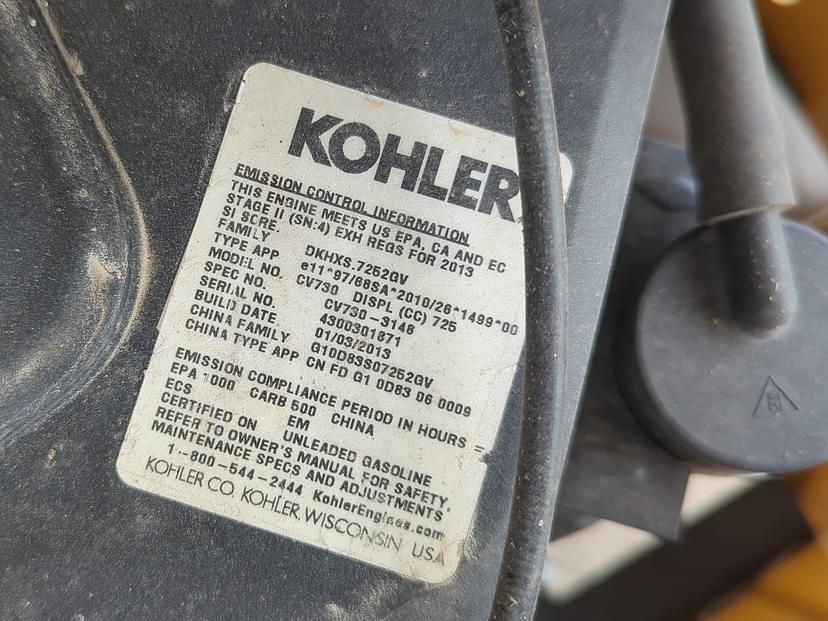 KOHLER
EMISSION CONTROL INFORMATION
THIS ENGINE MEETS US EPA, CA AND EC
STAGE II (SN:4) EXH REGS FOR 2013
SI SORE.
FAMILY DKHXS.7252GV
TYPE APP e11*97/68SA*2010/26*1499*00
MODEL NO. CV730 DISPL (CC) 725
SPEC NO. CV730-3148
SERIAL NO. 4300301871
BUILD DATE 01/03/2013
CHINA FAMILY G10D83S07252GV
CHINA TYPE APP CN FD G1 0D83 06 0009
EMISSION COMPLIANCE PERIOD IN HOURS =
EPA 1000 CARB 500 CHINA
ECS EM
CERTIFIED ON UNLEADED GASOLINE
REFER TO OWNER'S MANUAL FOR SAFETY,
MAINTENANCE SPECS AND ADJUSTMENTS
1-800-544-2444 KohlerEngines.com
KOHLER CO. KOHLER, WISCONSIN USA